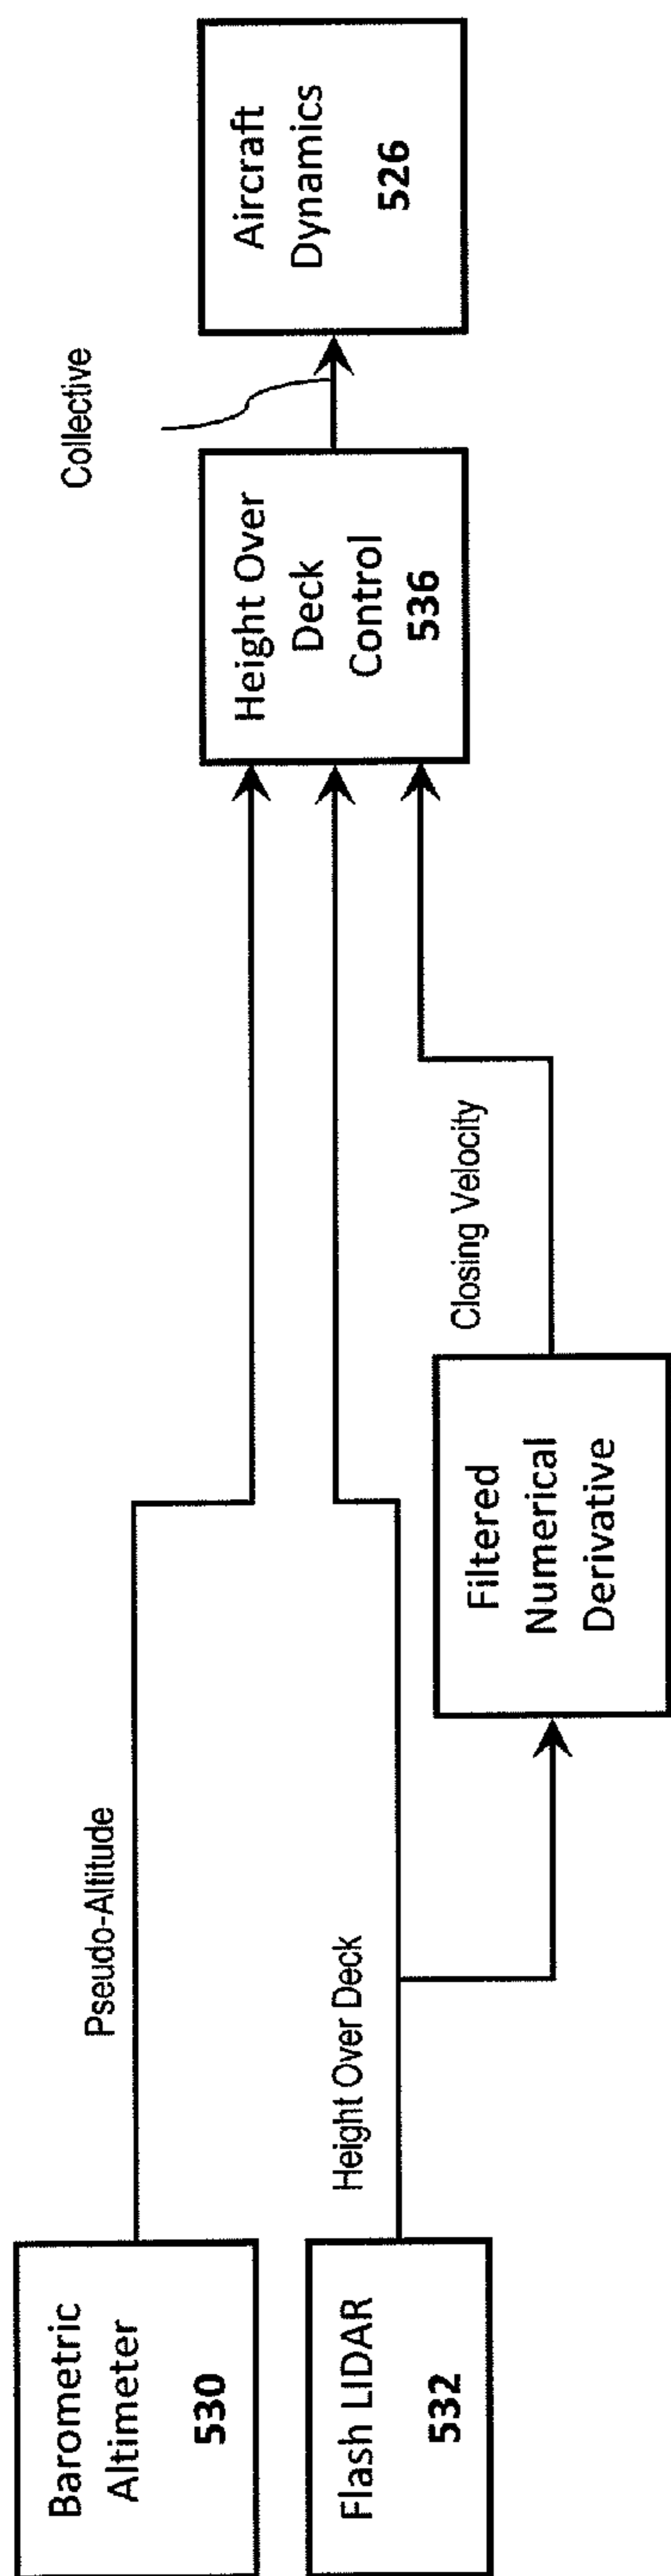 Barometric
Altimeter
530
Pseudo-Altitude
Flash LIDAR
532
Height Over Deck
Filtered
Numerical
Derivative
Closing Velocity
Height Over
Deck
Control
536
Collective
Aircraft
Dynamics
526